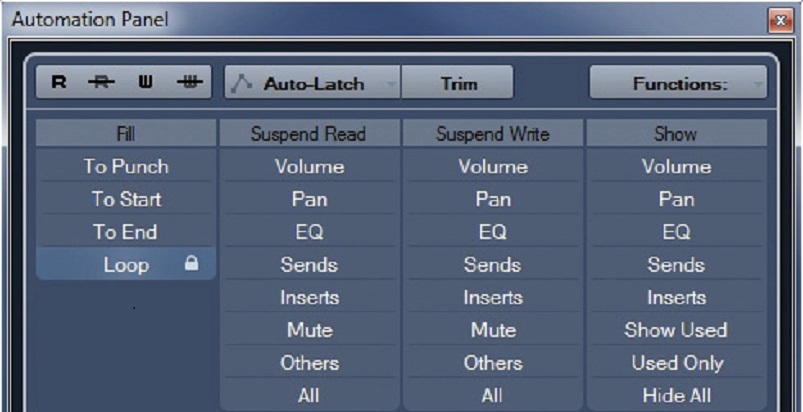 Automation Panel
R R W W Auto-Latch Trim Functions:
Fill Suspend Read Suspend Write Show
To Punch Volume Volume Volume
To Start Pan Pan Pan
To End EQ EQ EQ
Loop Sends Sends Sends
Inserts Inserts Inserts
Mute Mute Show Used
Others Others Used Only
All All Hide All